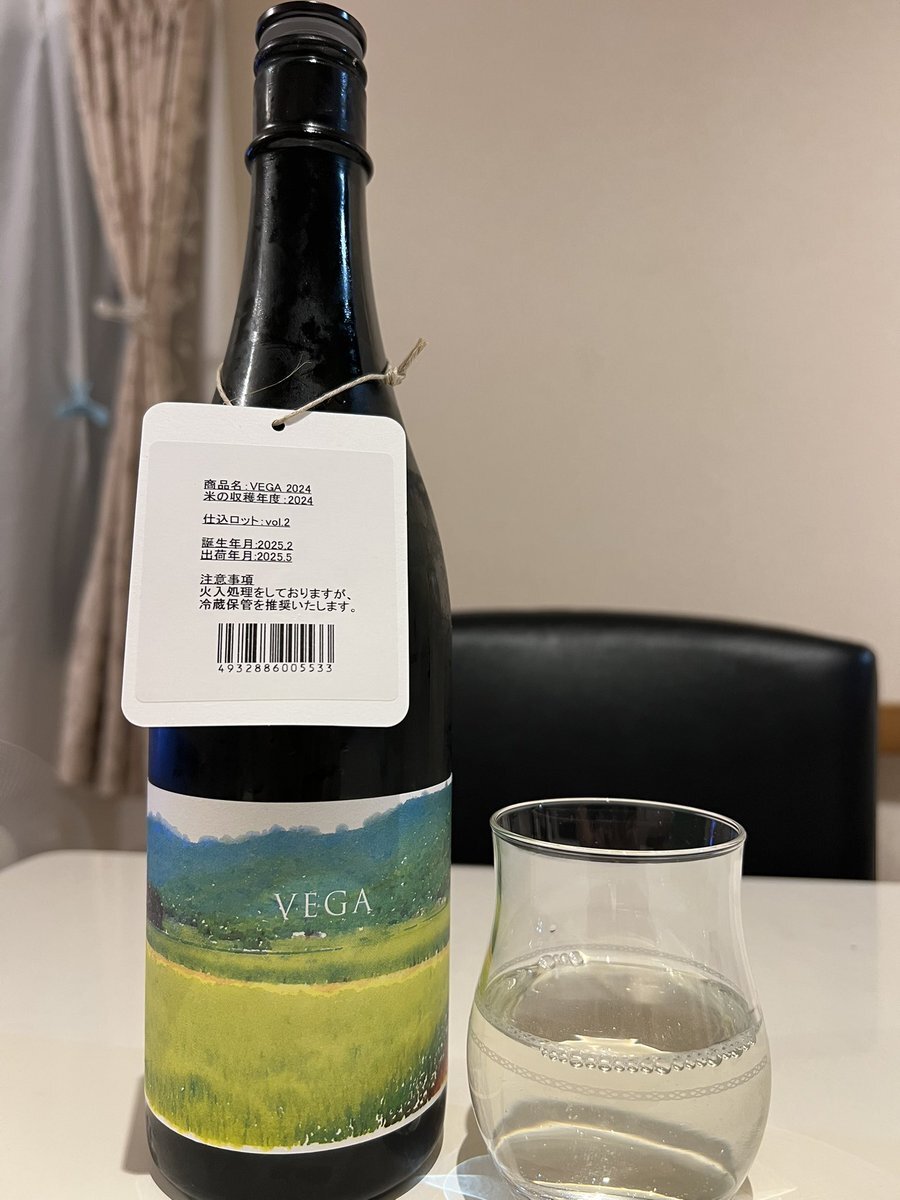 商品名：VEGA 2024
米の収穫年度：2024
仕込ロット：vol.2
誕生年月:2025.2
出荷年月:2025.5
注意事項
火入処理をしておりますが、
冷蔵保管を推奨いたします。
4932886005533
VEGA